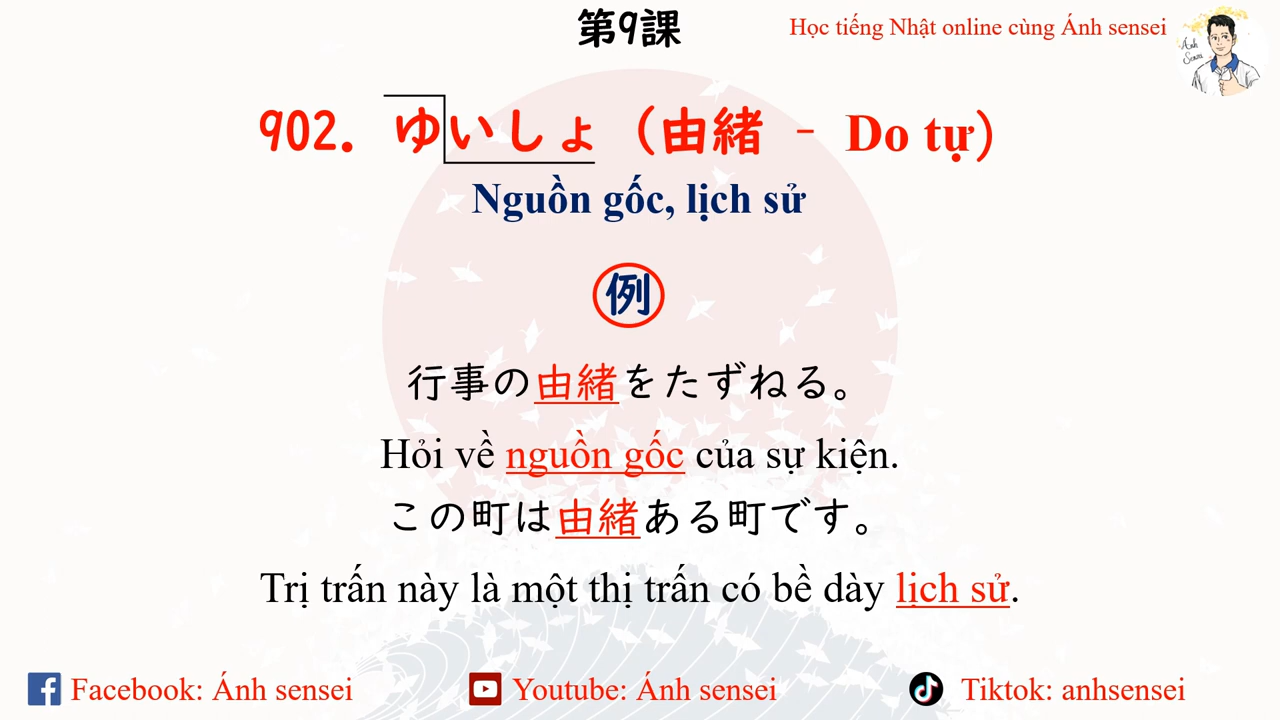 第9課
Học tiếng Nhật online cùng Ánh sensei
Ánh Sensei
902. ゆいしょ (由緒 - Do tự)
Nguồn gốc, lịch sử
例
行事の由緒をたずねる。
Hỏi về nguồn gốc của sự kiện.
この町は由緒ある町です。
Trị trấn này là một thị trấn có bề dày lịch sử.
Facebook: Ánh sensei
Youtube: Ánh sensei
Tiktok: anhsensei